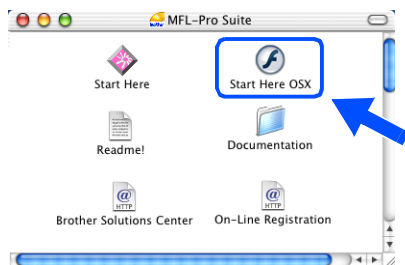 MFL-Pro Suite
Start Here
Start Here OSX
Readme!
Documentation
@
HTTP
@
HTTP
Brother Solutions Center
On-Line Registration